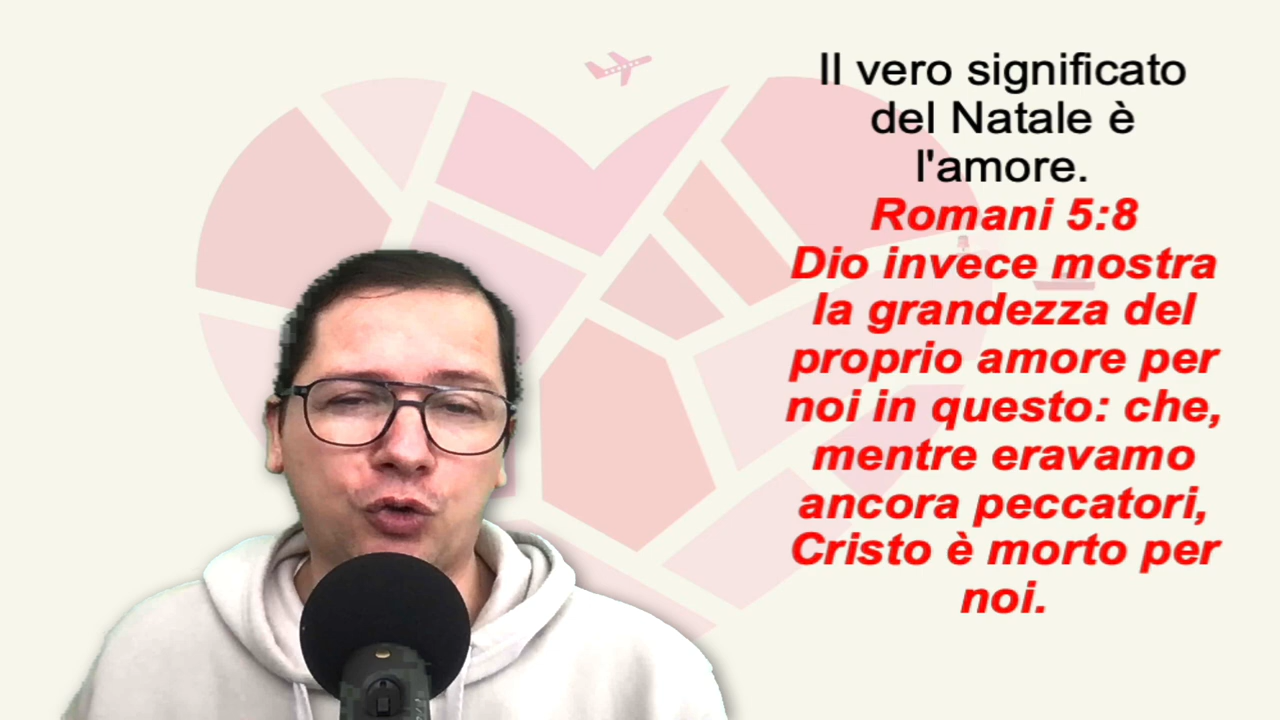 Il vero significato
del Natale è
l'amore.
Romani 5:8
Dio invece mostra
la grandezza del
proprio amore per
noi in questo: che,
mentre eravamo
ancora peccatori,
Cristo è morto per
noi.